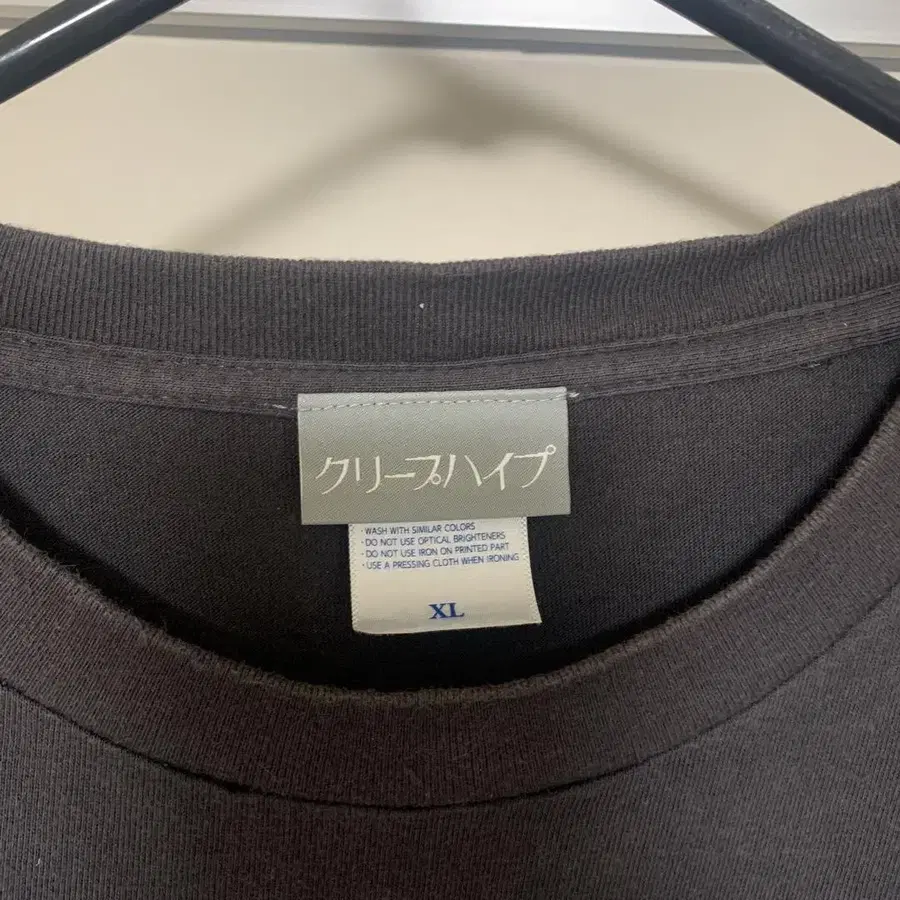 クリープハイプ
・WASH WITH SIMILAR COLORS
・DO NOT USE OPTICAL BRIGHTENERS
・DO NOT USE IRON ON PRINTED PART
・USE A PRESSING CLOTH WHEN IRONING
XL